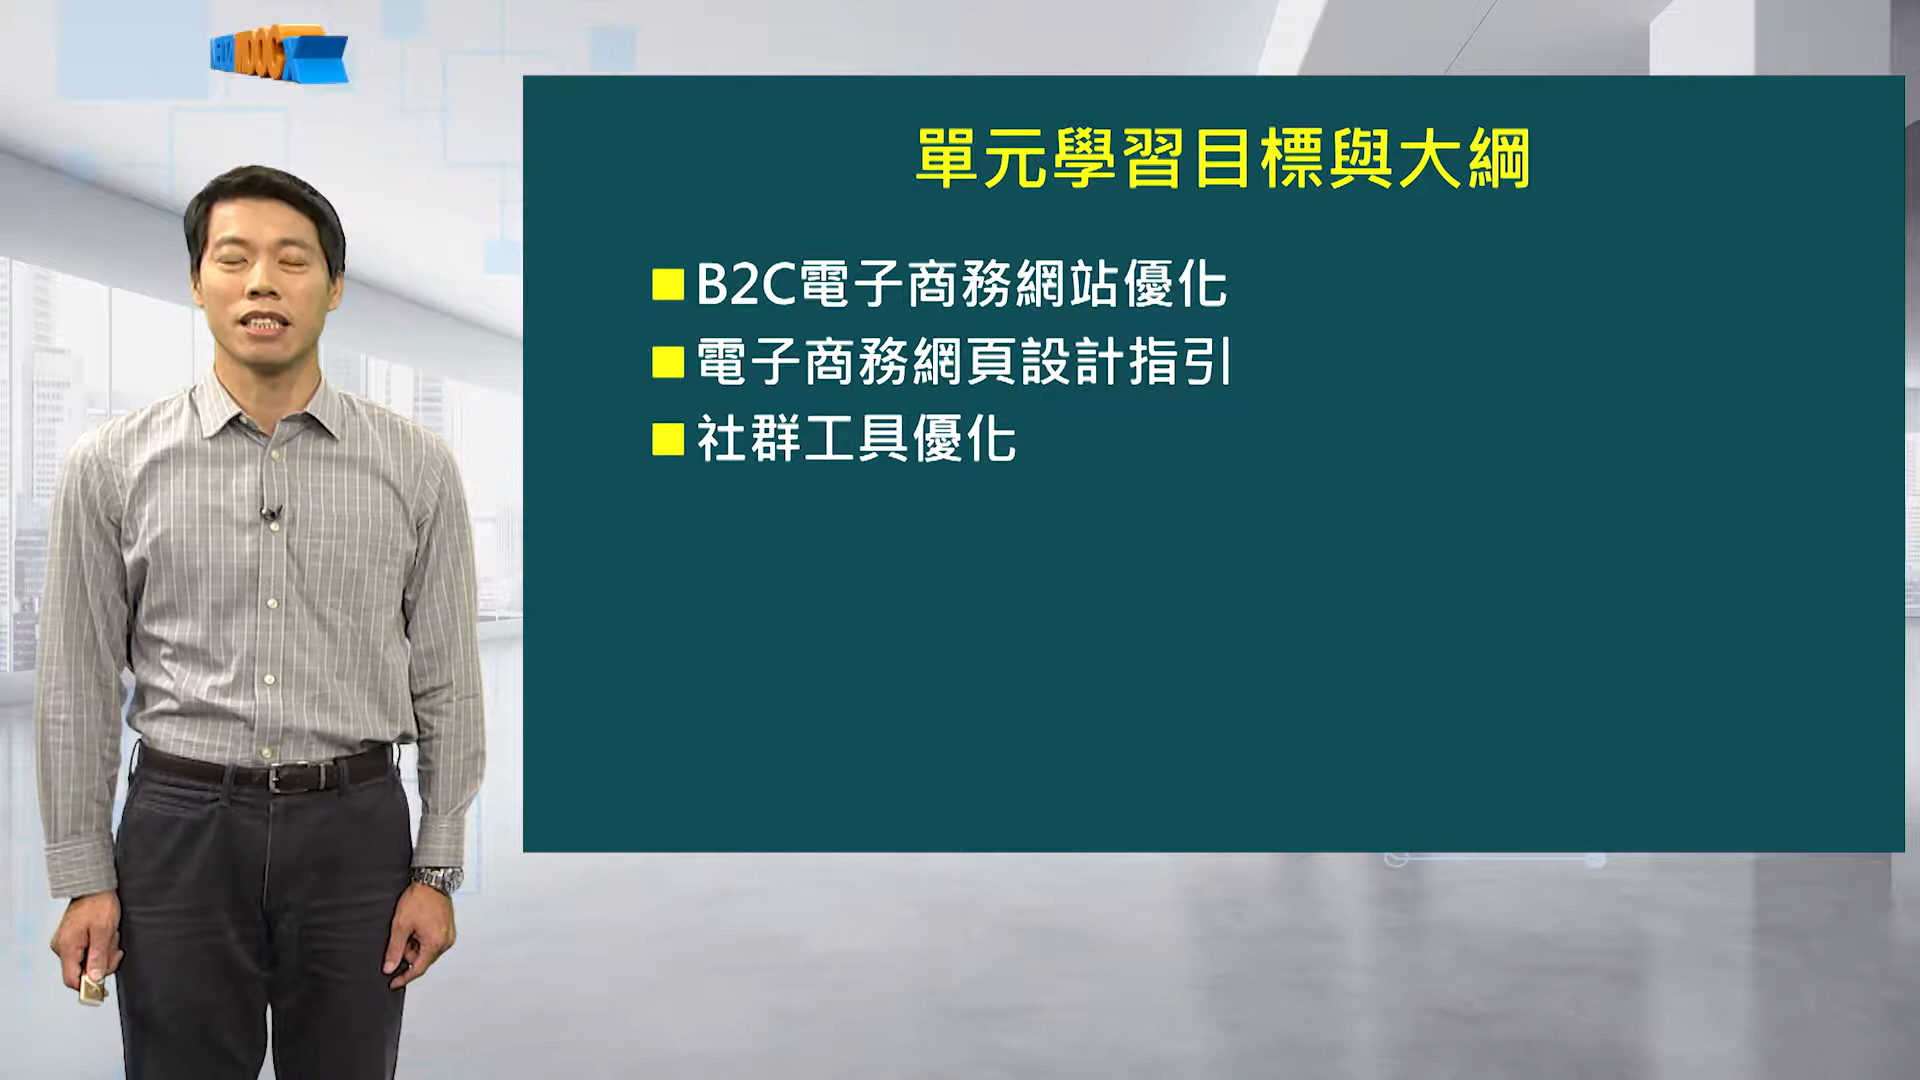 單元學習目標與大綱
B2C電子商務網站優化
電子商務網頁設計指引
社群工具優化